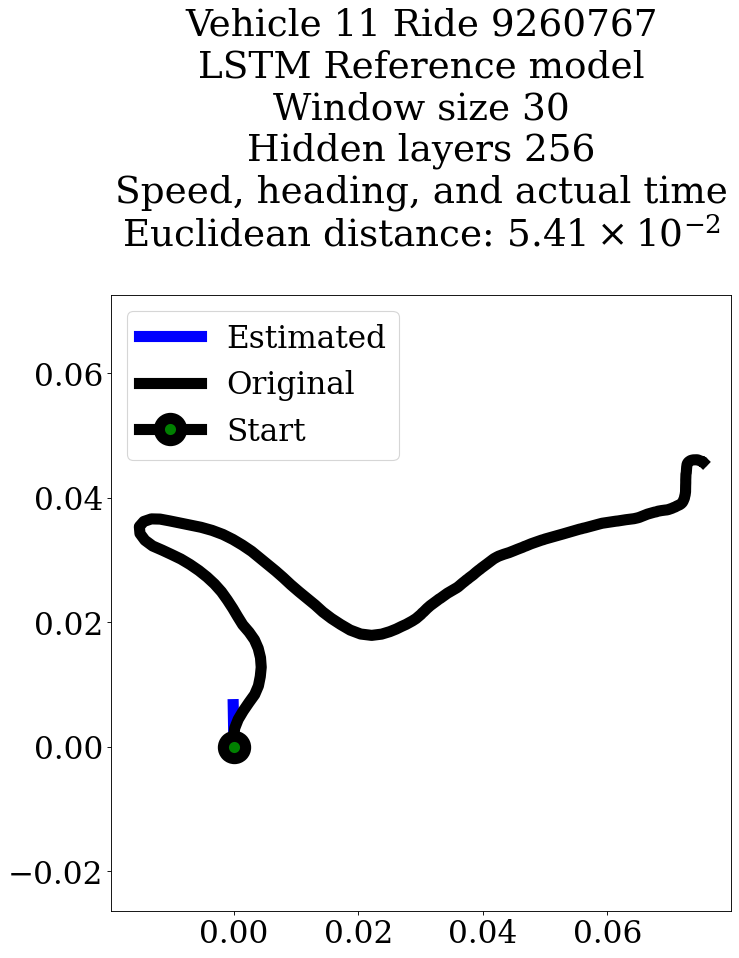 Vehicle 11 Ride 9260767
LSTM Reference model
Window size 30
Hidden layers 256
Speed, heading, and actual time
Euclidean distance: 5.41 × 10⁻²
Estimated
Original
Start
0.06
0.04
0.02
0.00
−0.02
0.00 0.02 0.04 0.06